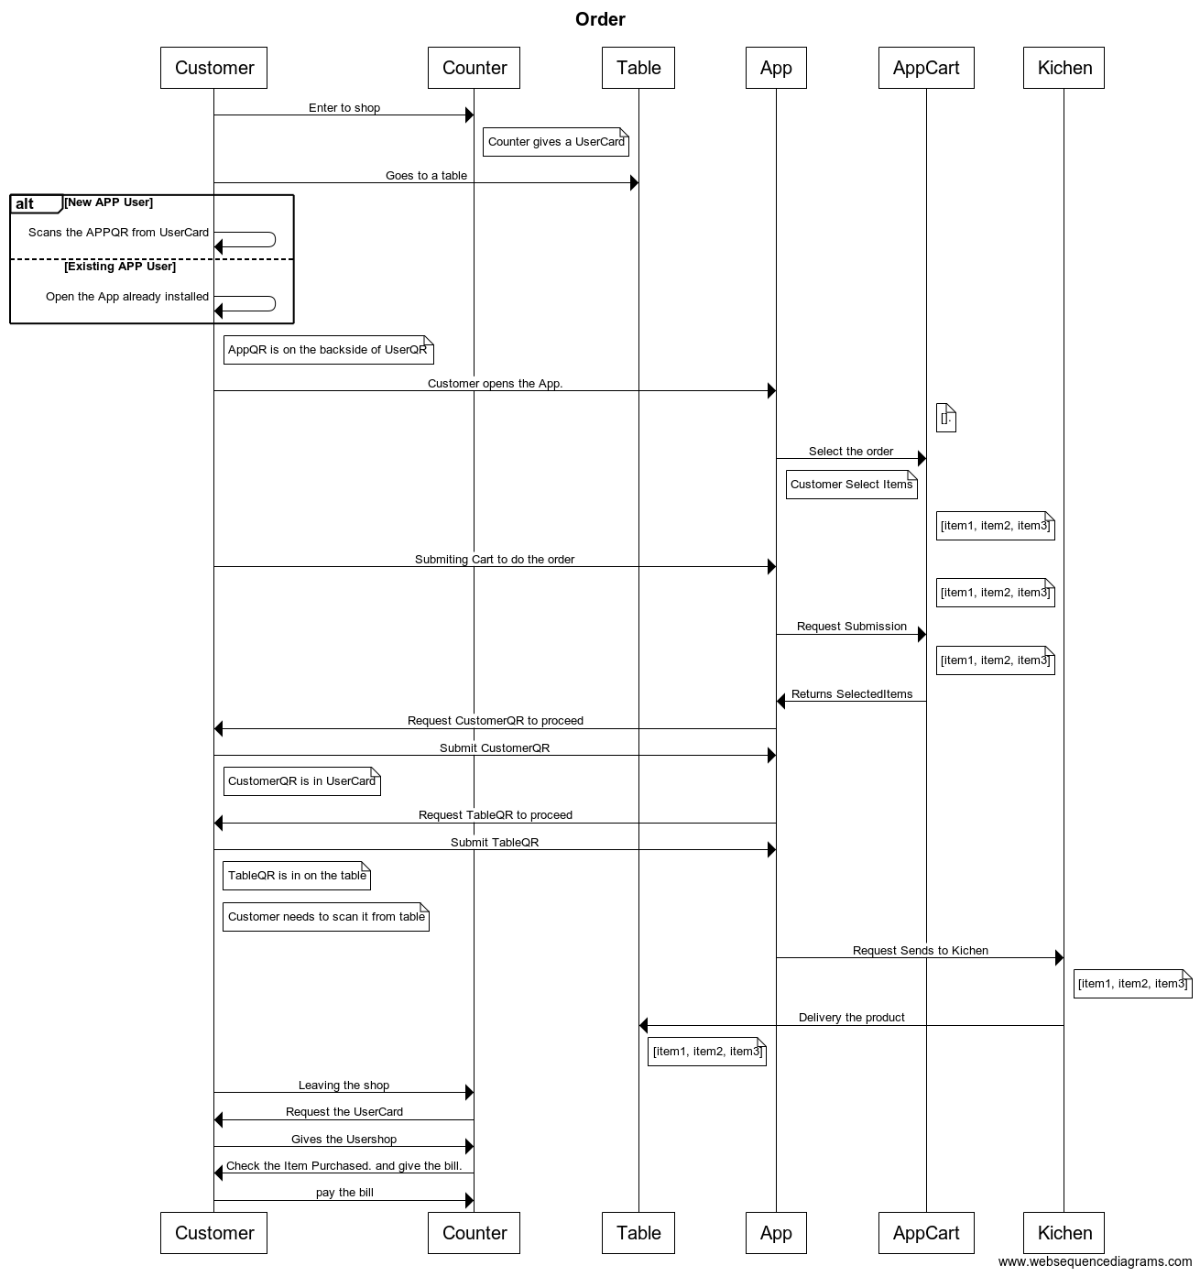 Order
Customer Counter Table App AppCart Kichen
Enter to shop
Counter gives a UserCard
Goes to a table
alt [New APP User]
Scans the APPQR from UserCard
[Existing APP User]
Open the App already installed
AppQR is on the backside of UserQR
Customer opens the App.
[].
Select the order
Customer Select Items
[item1, item2, item3]
Submiting Cart to do the order
[item1, item2, item3]
Request Submission
[item1, item2, item3]
Returns SelectedItems
Request CustomerQR to proceed
Submit CustomerQR
CustomerQR is in UserCard
Request TableQR to proceed
Submit TableQR
TableQR is in on the table
Customer needs to scan it from table
Request Sends to Kichen
[item1, item2, item3]
Delivery the product
[item1, item2, item3]
Leaving the shop
Request the UserCard
Gives the Usershop
Check the Item Purchased. and give the bill.
pay the bill
Customer Counter Table App AppCart Kichen
www.websequencediagrams.com